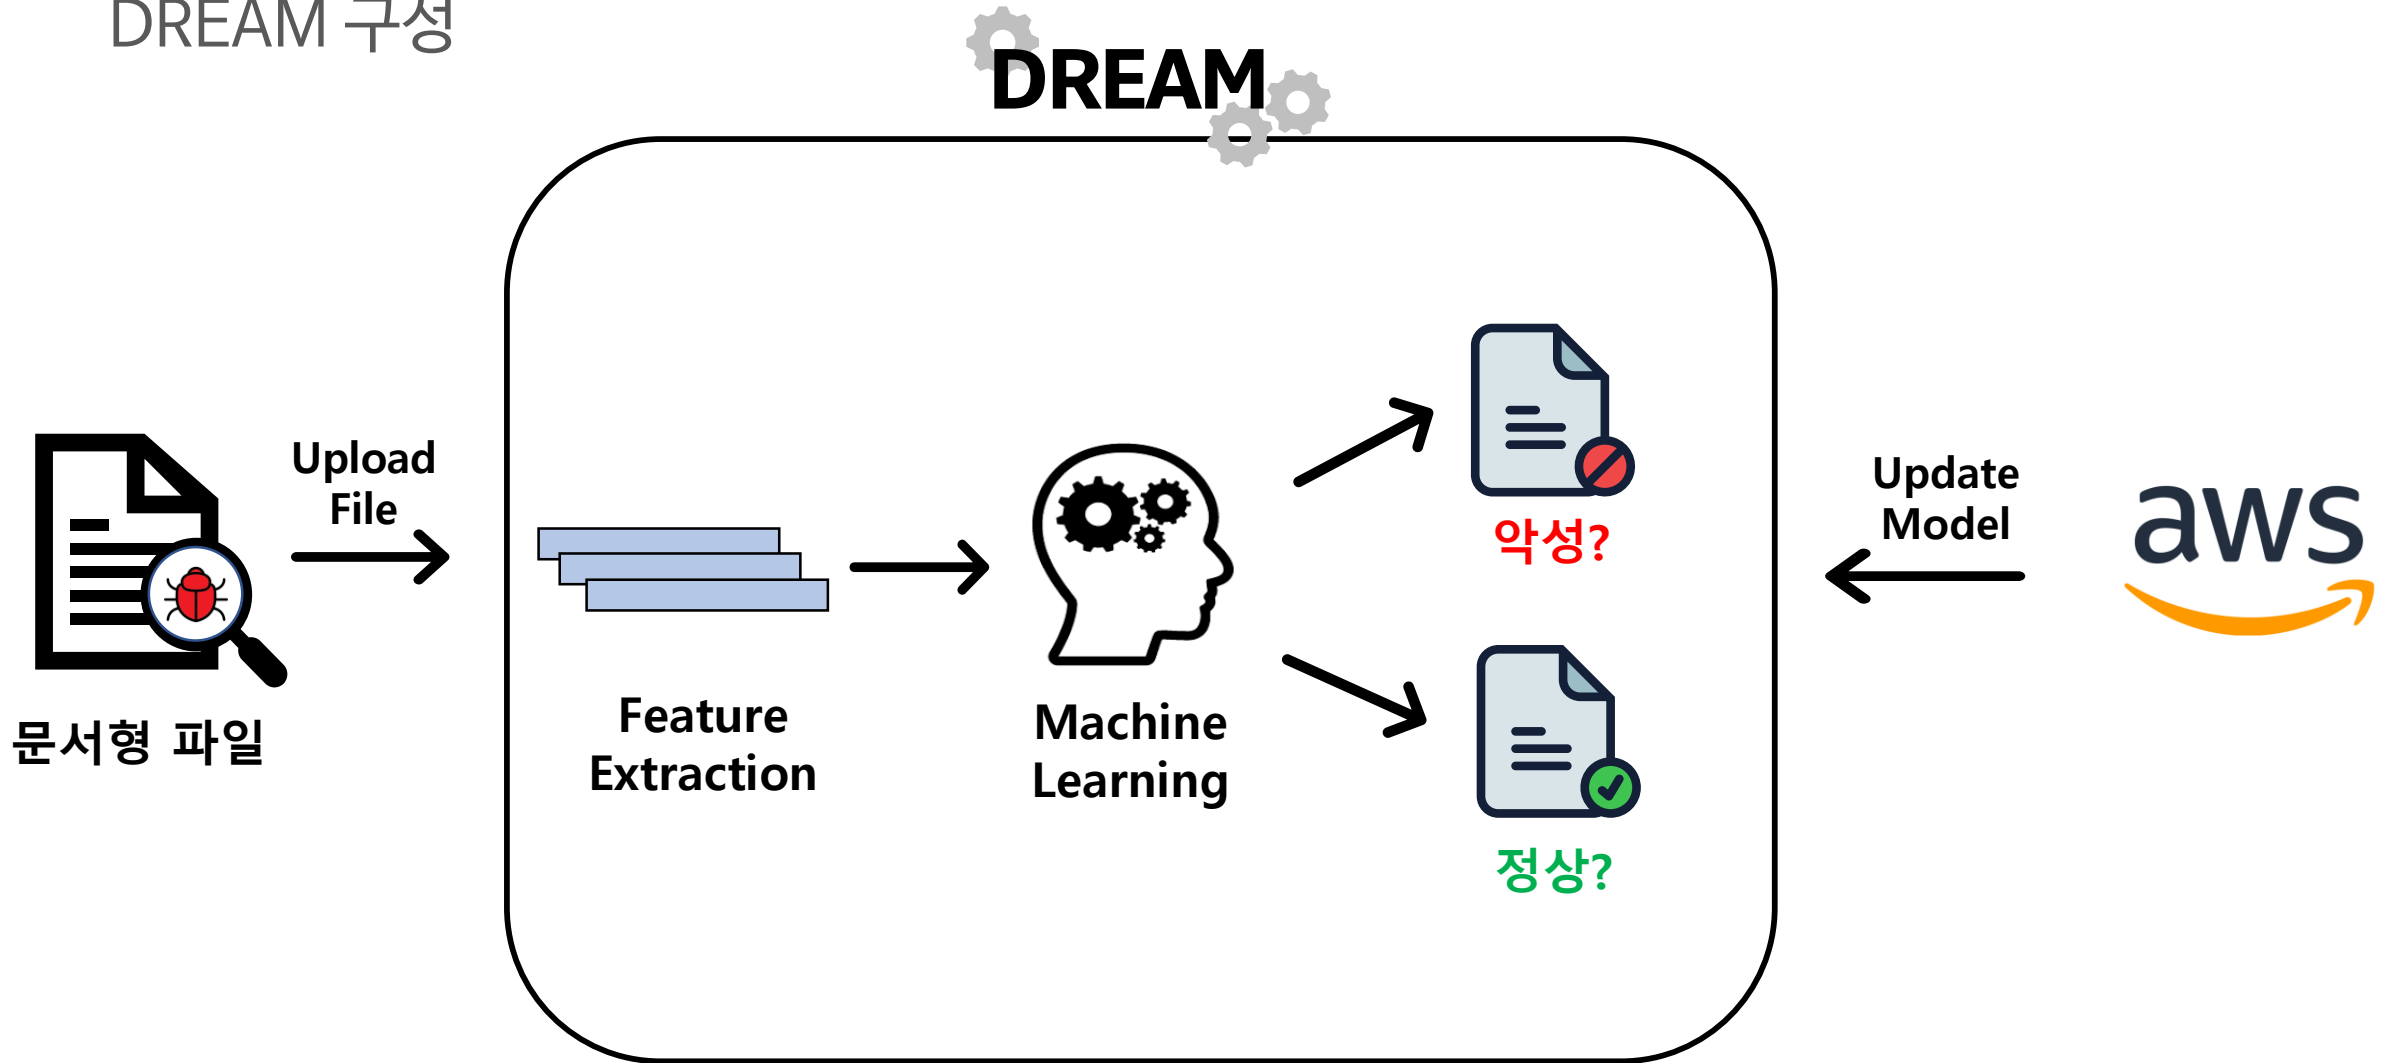 DREAM 구성
DREAM
Upload
File
문서형 파일
Feature
Extraction
Machine
Learning
악성?
정상?
Update
Model
aws